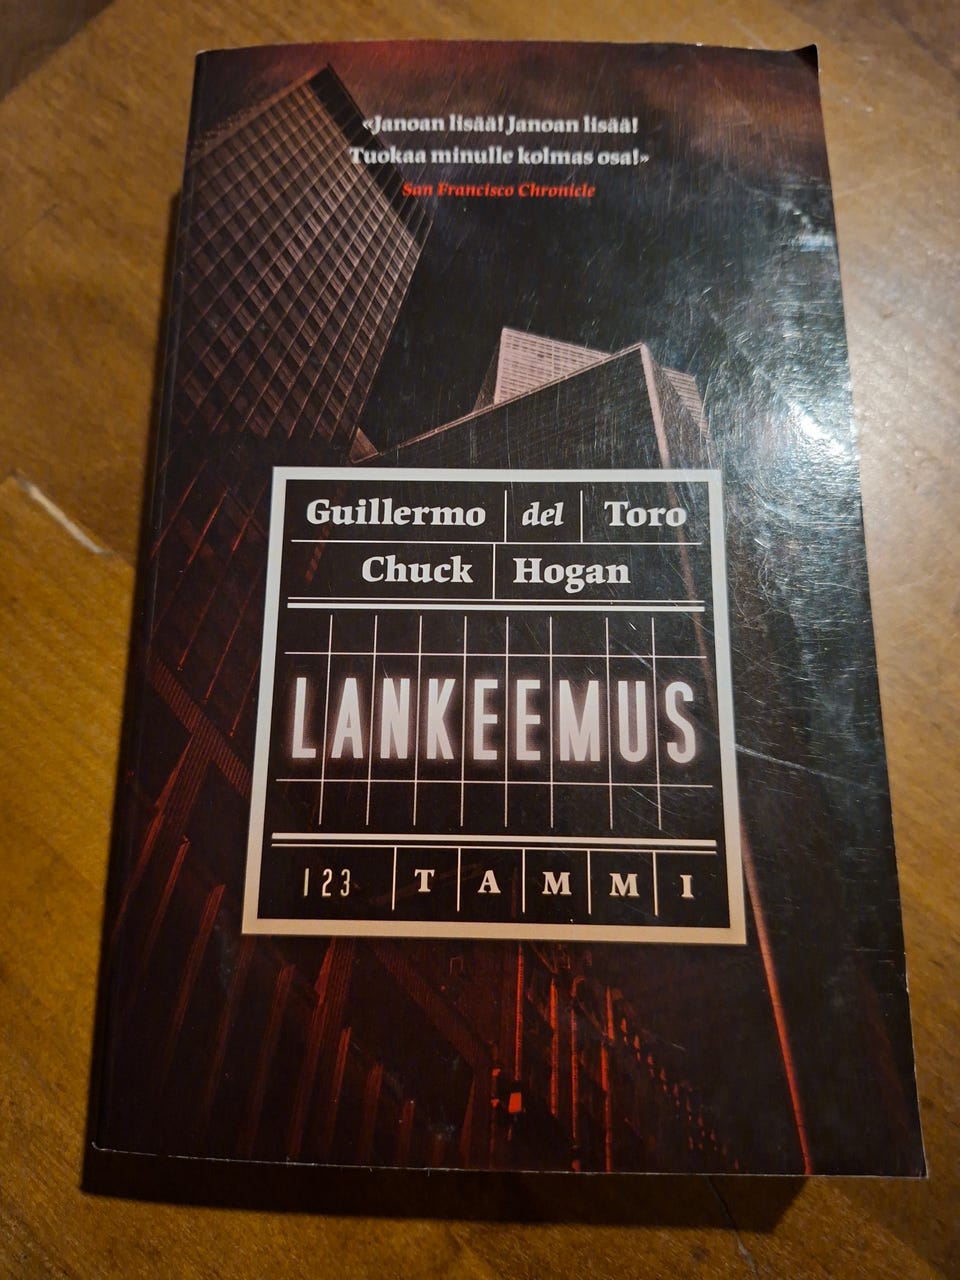 «Janoan lisää! Janoan lisää!
Tuokaa minulle kolmas osa!»
San Francisco Chronicle
Guillermo del Toro
Chuck Hogan
LANKEEMUS
123 TAMMI